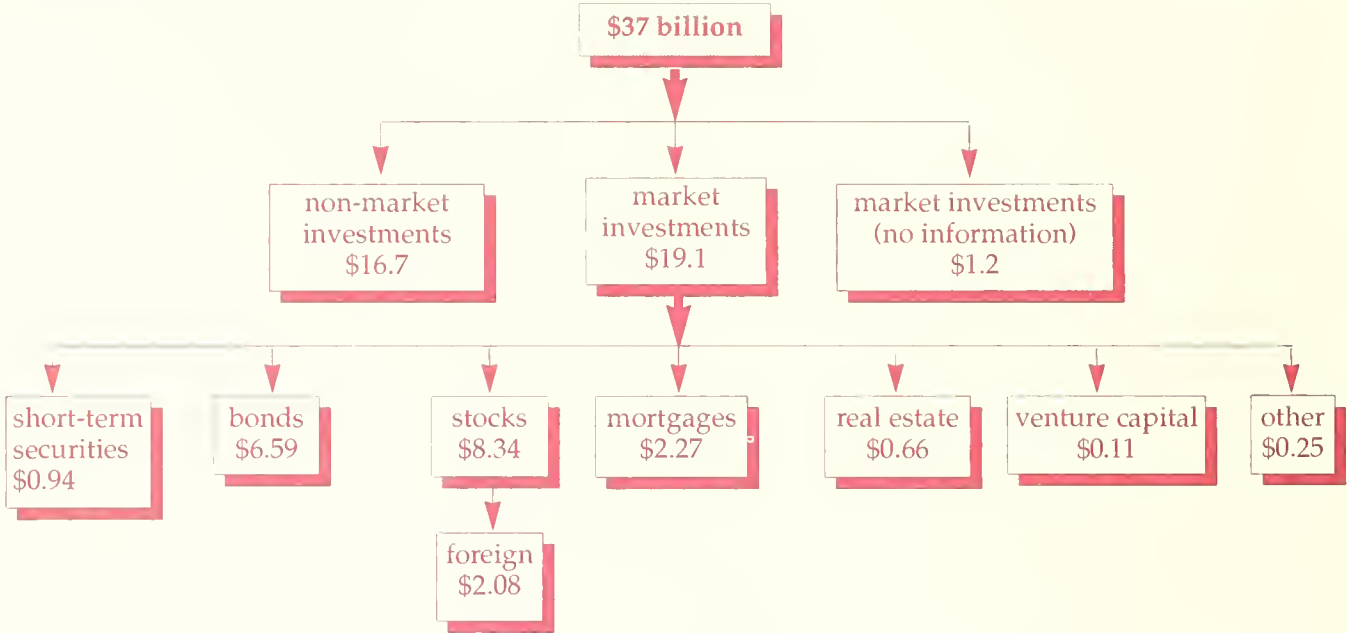 $37 billion
non-market
investments
$16.7
market
investments
$19.1
market investments
(no information)
$1.2
short-term
securities
$0.94
bonds
$6.59
stocks
$8.34
mortgages
$2.27
real estate
$0.66
venture capital
$0.11
other
$0.25
foreign
$2.08